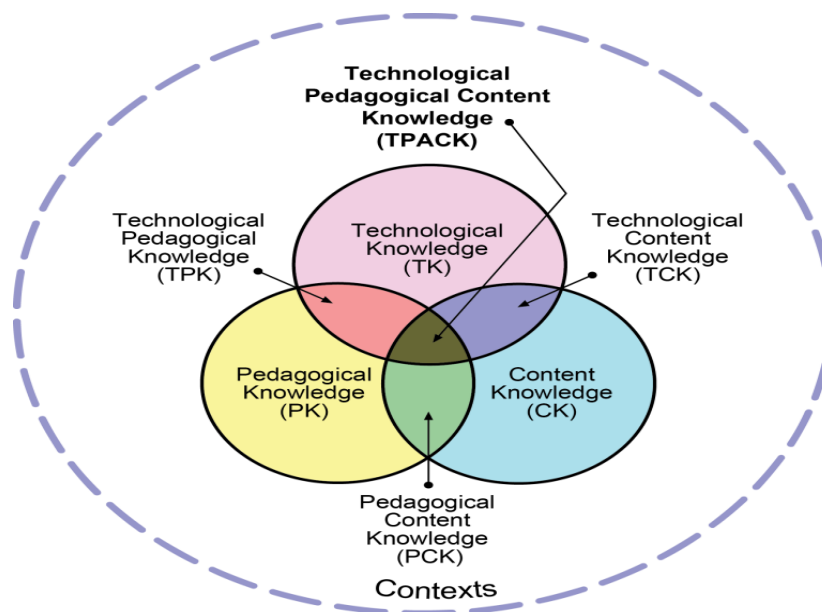 Technological
Pedagogical Content
Knowledge
(TPACK)
Technological
Pedagogical
Knowledge
(TPK)
Technological
Knowledge
(TK)
Technological
Content
Knowledge
(TCK)
Pedagogical
Knowledge
(PK)
Content
Knowledge
(CK)
Pedagogical
Content
Knowledge
(PCK)
Contexts